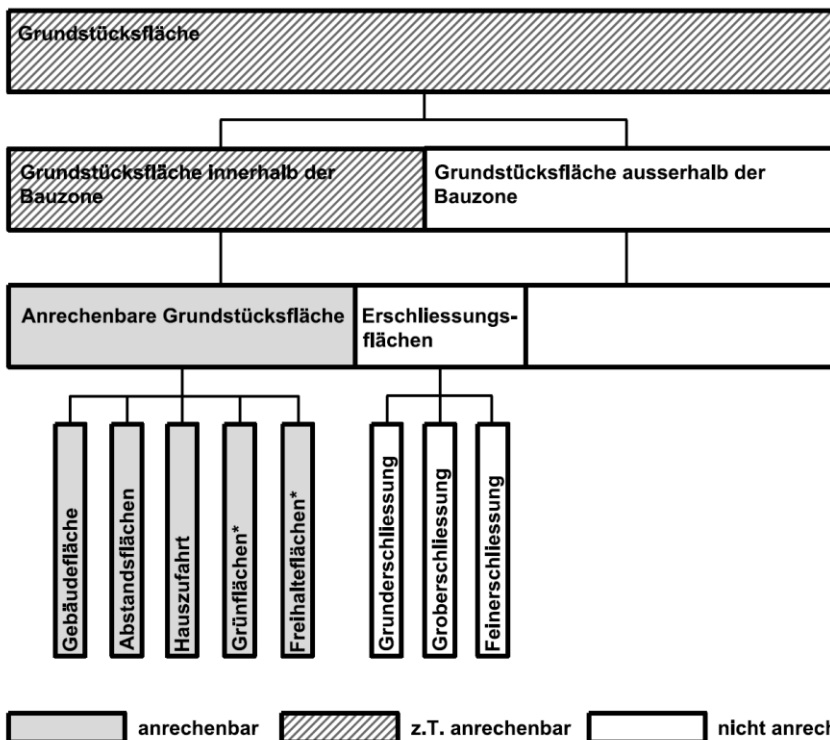 Grundstücksfläche
Grundstücksfläche innerhalb der
Bauzone
Grundstücksfläche ausserhalb der
Bauzone
Anrechenbare Grundstücksfläche
Erschliessungs-
flächen
Gebäudefläche
Abstandsflächen
Hauszufahrt
Grünflächen*
Freihalteflächen*
Grunderschliessung
Groberschliessung
Feinerschliessung
anrechenbar
z.T. anrechenbar
nicht anrech